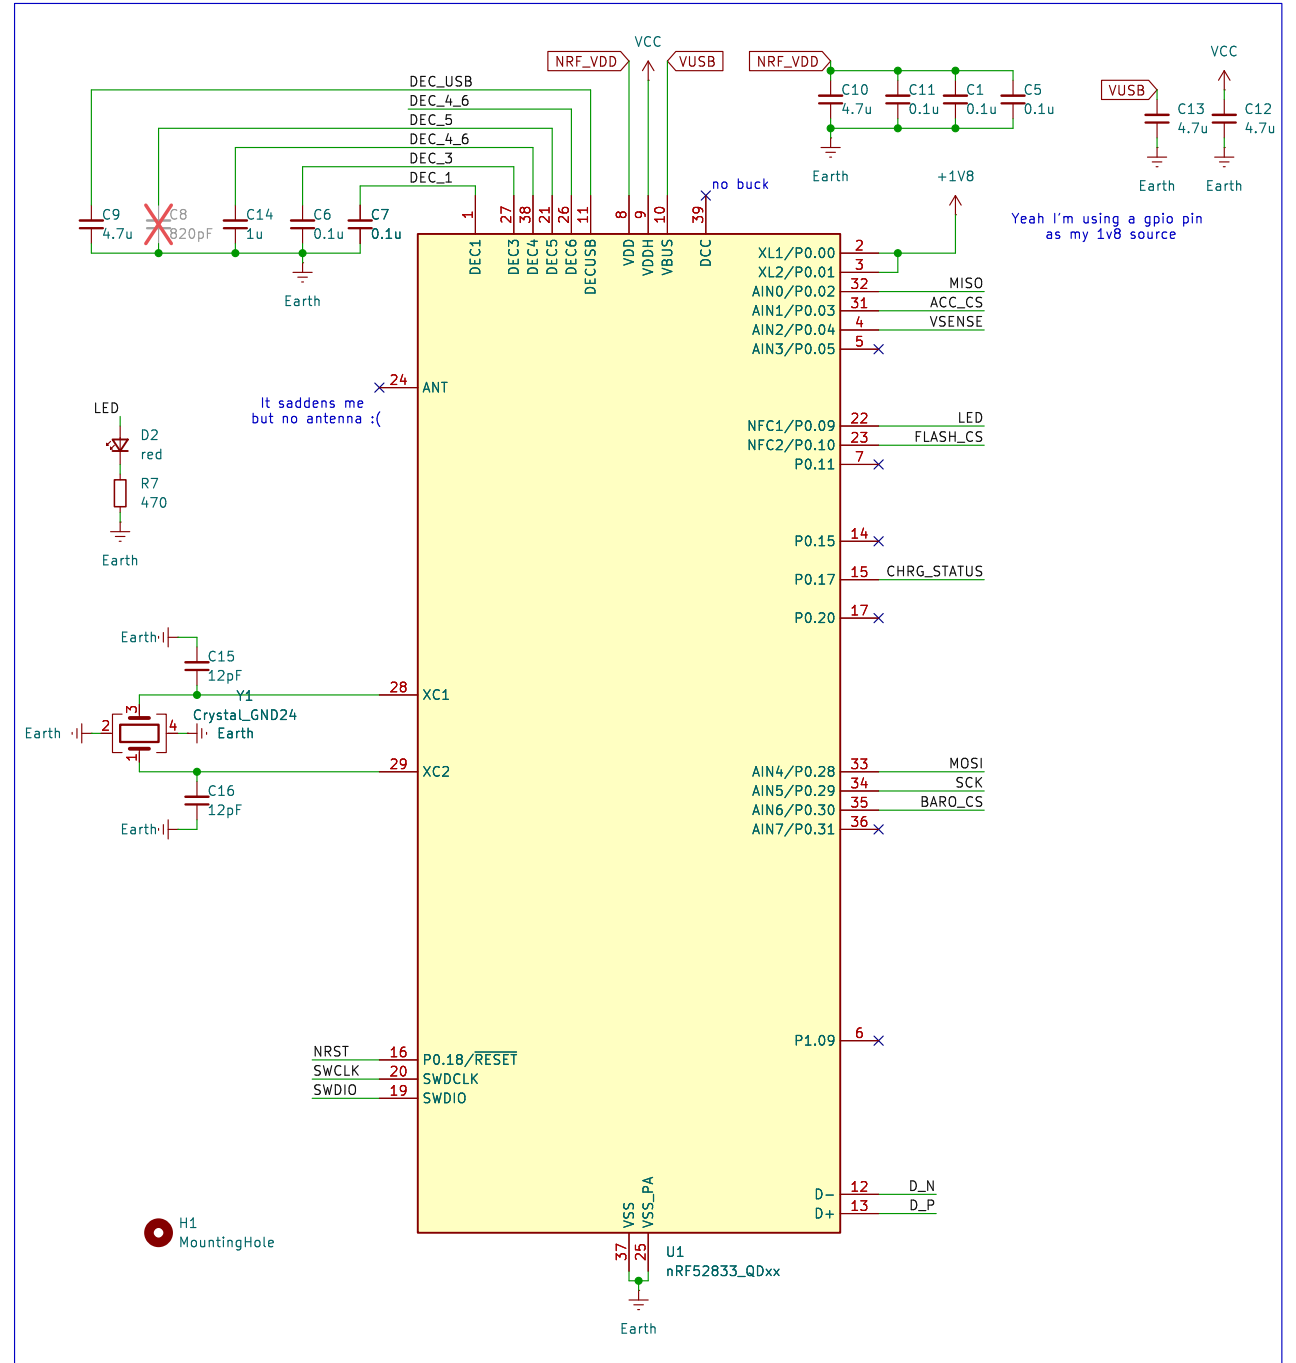 VCC
NRF_VDD
VUSB
NRF_VDD
VCC
DEC_USB
DEC_4_6
DEC_5
DEC_4_6
DEC_3
DEC_1
C10
4.7u
C11
0.1u
C1
0.1u
C5
0.1u
VUSB
C13
4.7u
C12
4.7u
Earth
Earth
Earth
+1V8
no buck
Yeah I'm using a gpio pin
as my 1v8 source
C9
4.7u
C8
820pF
C14
1u
C6
0.1u
C7
0.1u
Earth
1 DEC1
27 DEC3
38 DEC4
21 DEC5
26 DEC6
11 DECUSB
8 VDD
9 VDDH
10 VBUS
39 DCC
XL1/P0.00 2
XL2/P0.01 3
AIN0/P0.02 32 MISO
AIN1/P0.03 31 ACC_CS
AIN2/P0.04 4 VSENSE
AIN3/P0.05 5
24 ANT
It saddens me
but no antenna :(
LED
D2
red
R7
470
Earth
NFC1/P0.09 22 LED
NFC2/P0.10 23 FLASH_CS
P0.11 7
P0.15 14
P0.17 15 CHRG_STATUS
P0.20 17
Earth
C15
12pF
28 XC1
Y1
Crystal_GND24
3
Earth 2
4 Earth
1
29 XC2
C16
12pF
Earth
AIN4/P0.28 33 MOSI
AIN5/P0.29 34 SCK
AIN6/P0.30 35 BARO_CS
AIN7/P0.31 36
P1.09 6
NRST 16 P0.18/RESET
SWCLK 20 SWDCLK
SWDIO 19 SWDIO
D- 12 D_N
D+ 13 D_P
VSS 37
VSS_PA 25
H1
MountingHole
U1
nRF52833_QDxx
Earth